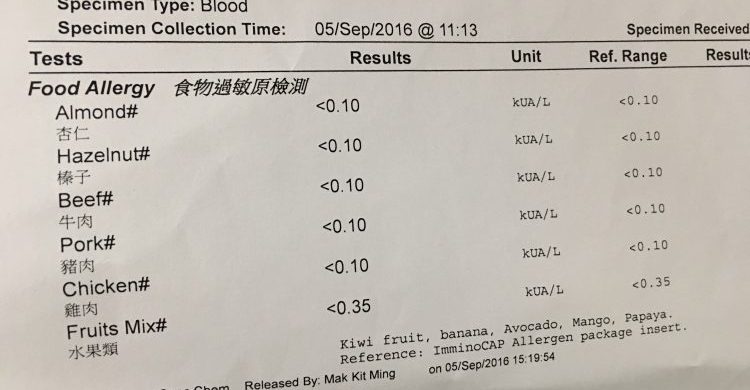 Specimen Type: Blood
Specimen Collection Time: 05/Sep/2016 @ 11:13 Specimen Received
Tests Results Unit Ref. Range Results
Food Allergy 食物過敏原檢測
Almond# <0.10 kUA/L <0.10
杏仁
Hazelnut# <0.10 kUA/L <0.10
榛子
Beef# <0.10 kUA/L <0.10
牛肉
Pork# <0.10 kUA/L <0.10
豬肉
Chicken# <0.10 kUA/L <0.10
雞肉
Fruits Mix# <0.35 kUA/L <0.35
水果類
Kiwi fruit, banana, Avocado, Mango, Papaya.
Reference: ImminoCAP Allergen package insert.
Chem Released By: Mak Kit Ming on 05/Sep/2016 15:19:54